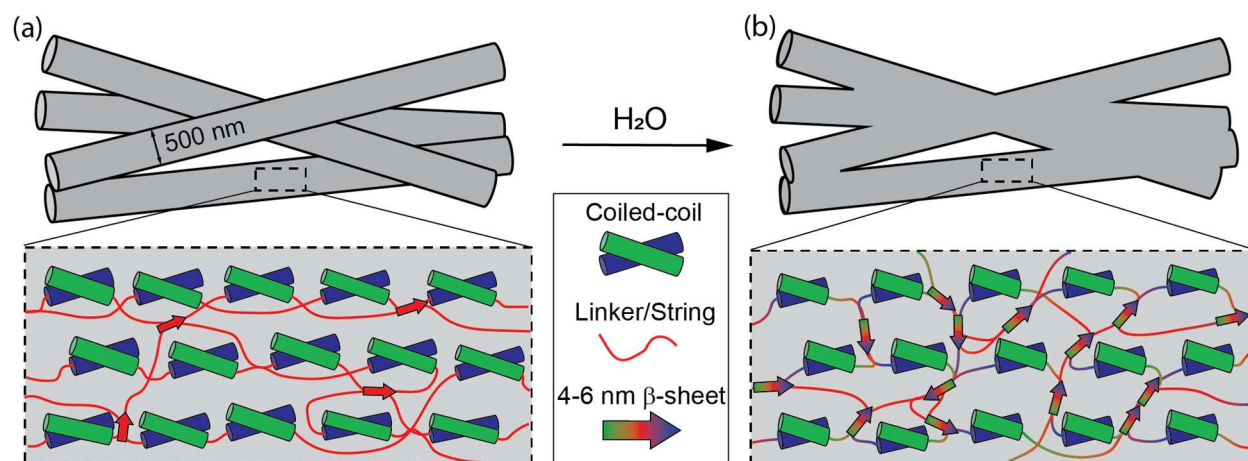 (a)
500 nm
H₂O
(b)
Coiled-coil
Linker/String
4-6 nm β-sheet